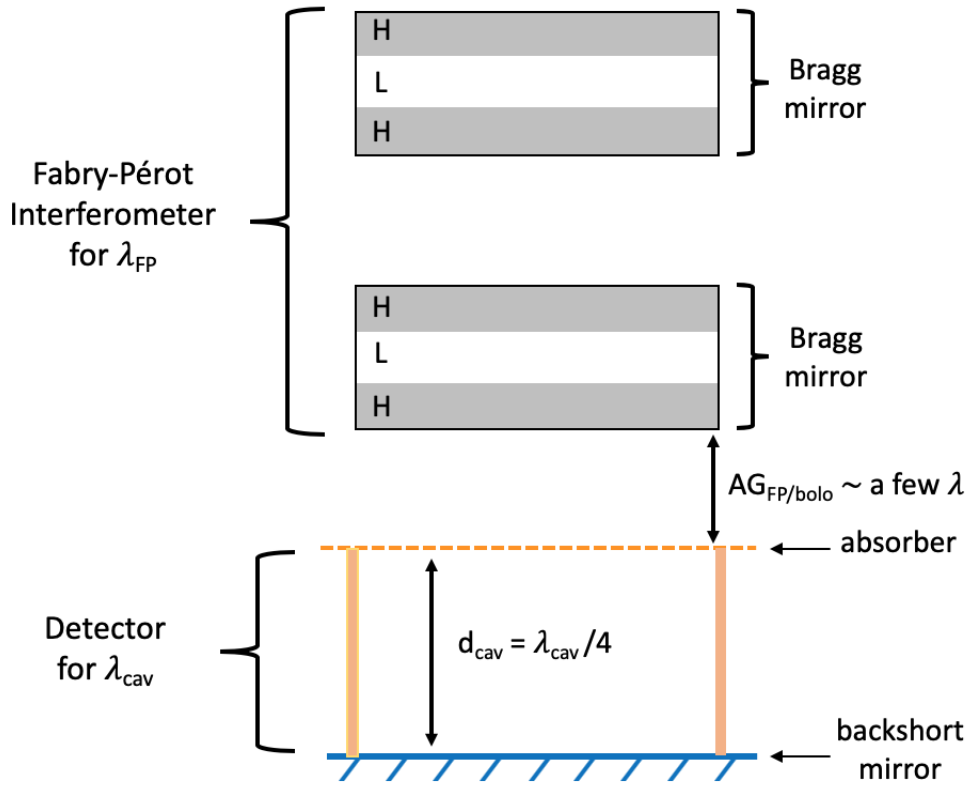 H
L
H
Bragg
mirror
Fabry-Pérot
Interferometer
for λFP
H
L
H
Bragg
mirror
AGFP/bolo ~ a few λ
absorber
Detector
for λcav
dcav = λcav /4
backshort
mirror